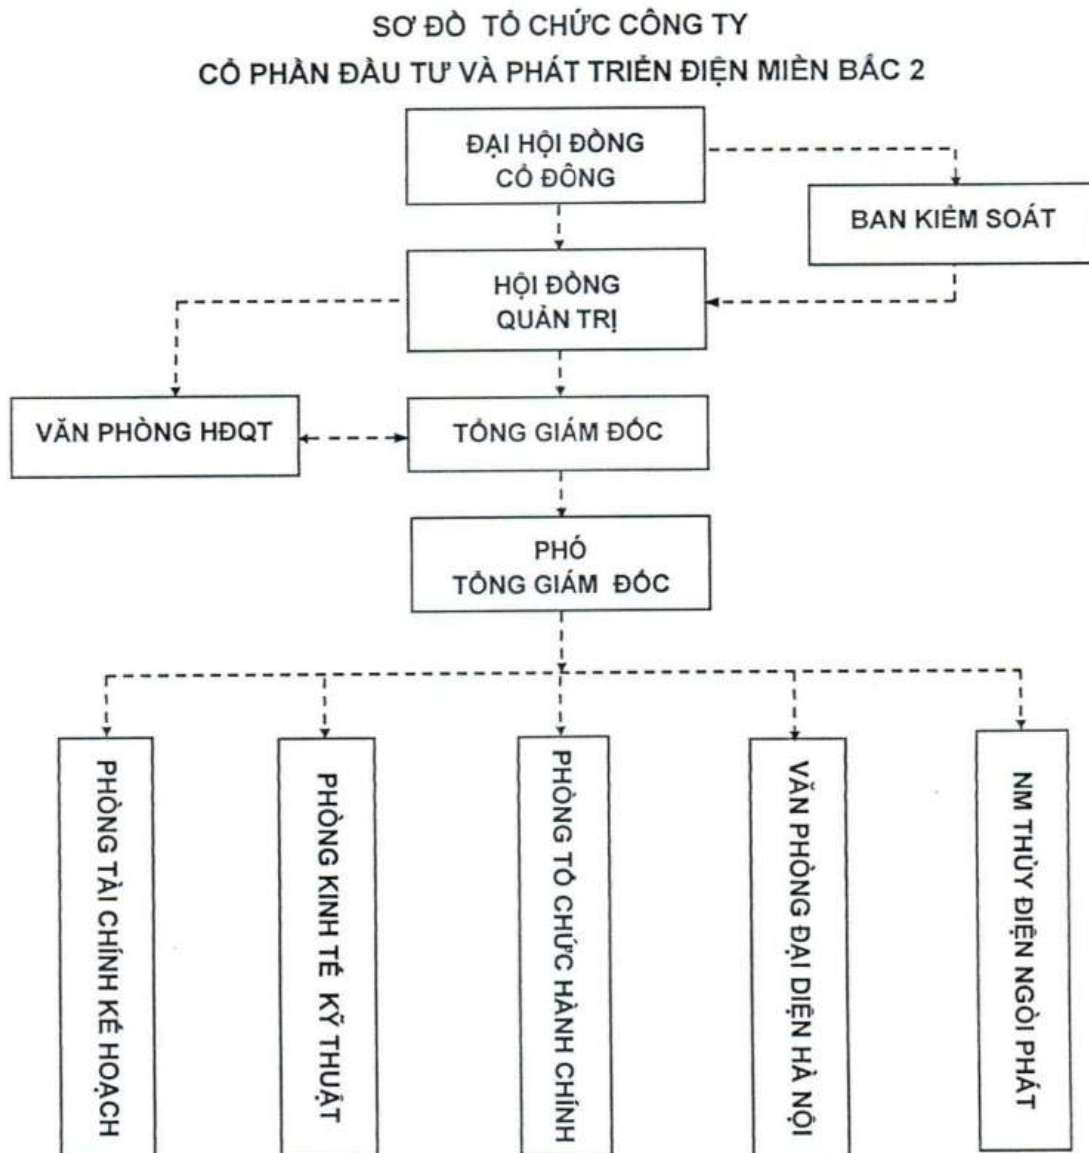 SƠ ĐỒ TỔ CHỨC CÔNG TY
CỔ PHẦN ĐẦU TƯ VÀ PHÁT TRIỂN ĐIỆN MIỀN BẮC 2
ĐẠI HỘI ĐỒNG
CỔ ĐÔNG
BAN KIỂM SOÁT
HỘI ĐỒNG
QUẢN TRỊ
VĂN PHÒNG HĐQT
TỔNG GIÁM ĐỐC
PHÓ
TỔNG GIÁM ĐỐC
PHÒNG TÀI CHÍNH KẾ HOẠCH
PHÒNG KINH TẾ KỸ THUẬT
PHÒNG TỔ CHỨC HÀNH CHÍNH
VĂN PHÒNG ĐẠI DIỆN HÀ NỘI
NM THỦY ĐIỆN NGÒI PHÁT